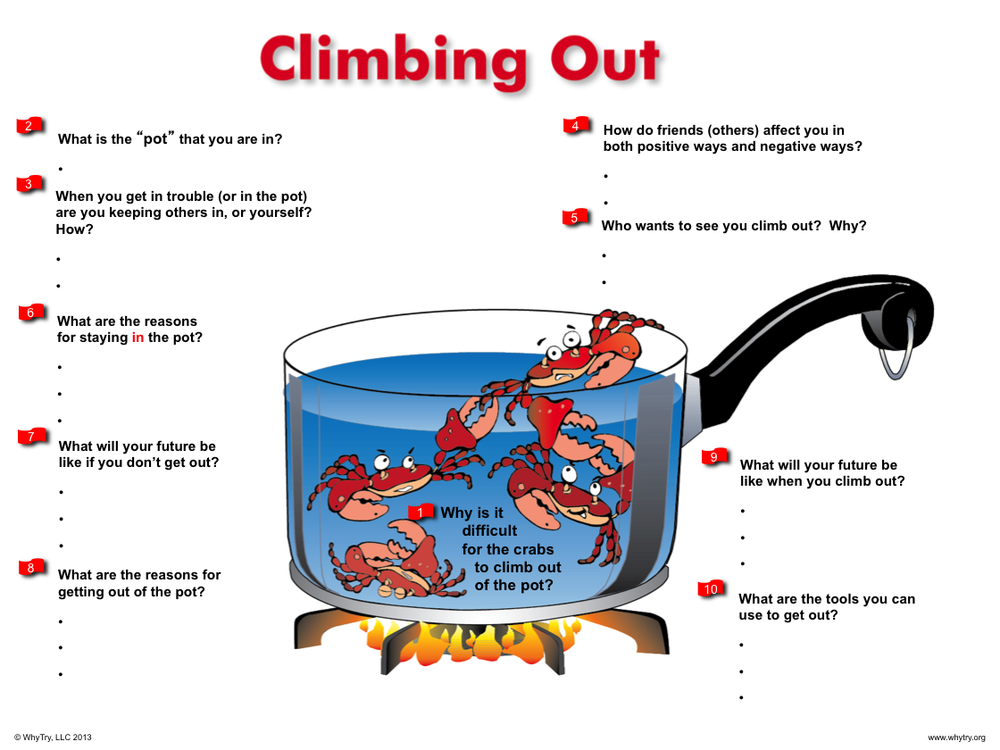 Climbing Out
2
What is the “pot” that you are in?
•
3
When you get in trouble (or in the pot)
are you keeping others in, or yourself?
How?
•
•
4
How do friends (others) affect you in
both positive ways and negative ways?
•
•
5
Who wants to see you climb out?  Why?
•
•
6
What are the reasons
for staying in the pot?
•
•
•
7
What will your future be
like if you don’t get out?
•
•
•
8
What are the reasons for
getting out of the pot?
•
•
•
1
Why is it
difficult
for the crabs
to climb out
of the pot?
9
What will your future be
like when you climb out?
•
•
•
10
What are the tools you can
use to get out?
•
•
•
© WhyTry, LLC 2013
www.whytry.org